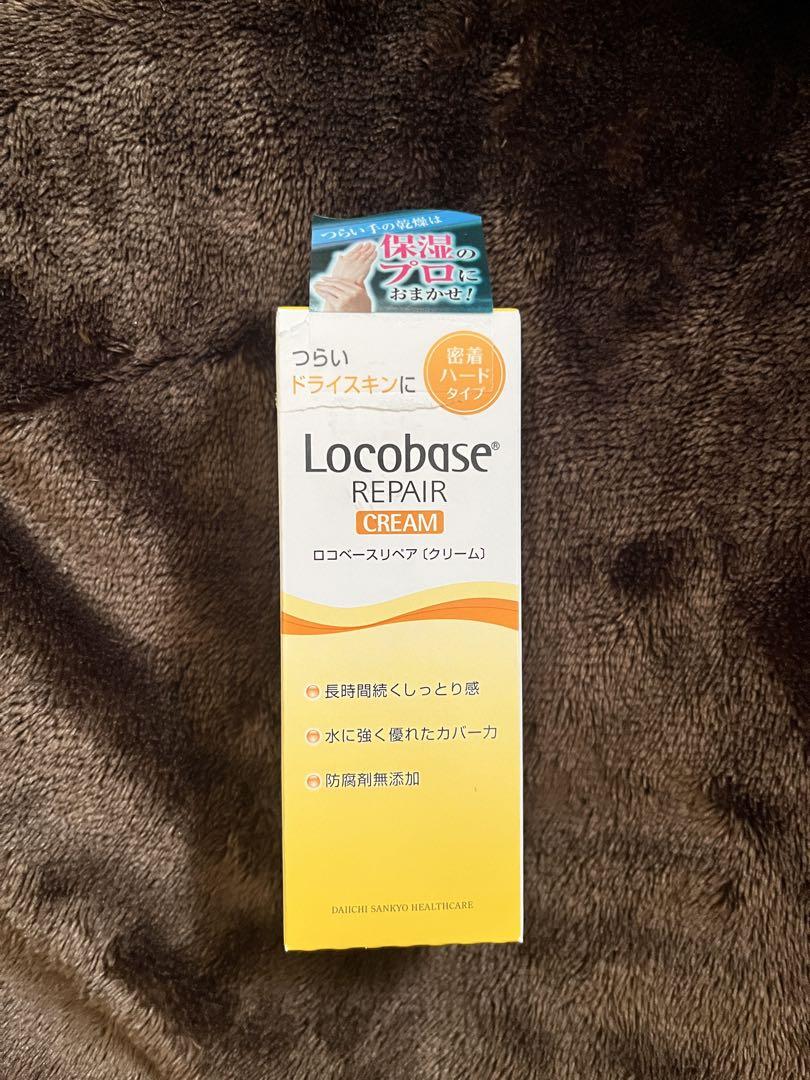 つらい手の乾燥は
保湿の
プロに
おまかせ!
つらい
ドライスキンに
密着
ハード
タイプ
Locobase®
REPAIR
CREAM
ロコベースリペア〔クリーム〕
長時間続くしっとり感
水に強く優れたカバー力
防腐剤無添加
DAIICHI SANKYO HEALTHCARE